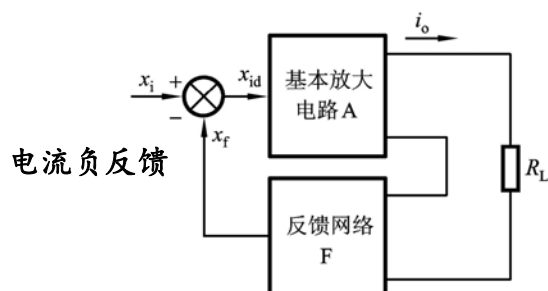 i_o
x_i
+
x_id
−
x_f
基本放大
电路A
电流负反馈
R_L
反馈网络
F